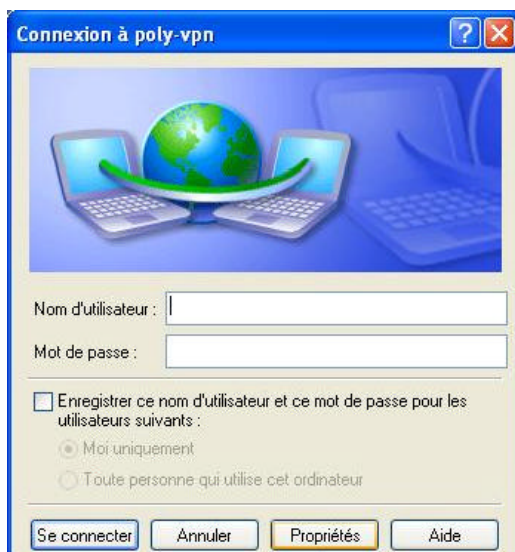 Connexion à poly-vpn
Nom d'utilisateur :
Mot de passe :
Enregistrer ce nom d'utilisateur et ce mot de passe pour les
utilisateurs suivants :
Moi uniquement
Toute personne qui utilise cet ordinateur
Se connecter Annuler Propriétés Aide